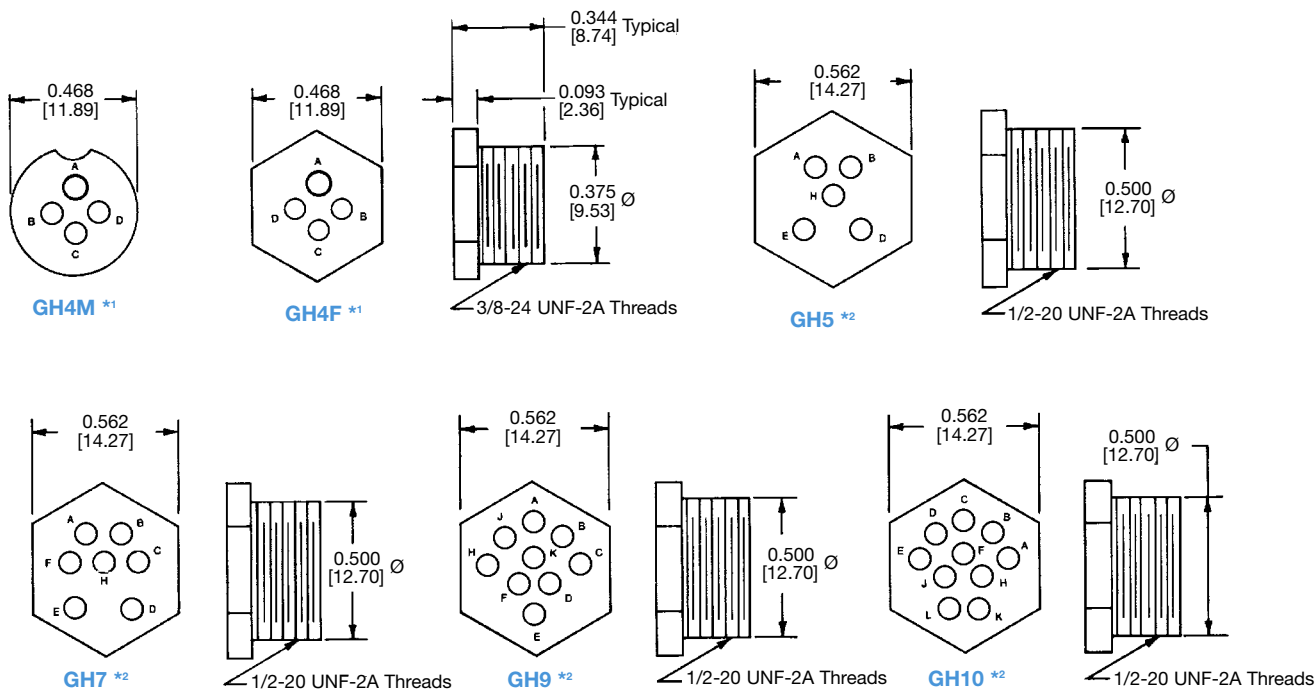 0.344
[8.74] Typical
0.468
[11.89]
0.468
[11.89]
0.093
[2.36] Typical
0.562
[14.27]
A
B
D
C
A
D
B
C
0.375
[9.53] Ø
A
B
H
E
D
0.500
[12.70] Ø
GH4M *1
GH4F *1
3/8-24 UNF-2A Threads
GH5 *2
1/2-20 UNF-2A Threads
0.562
[14.27]
0.562
[14.27]
0.562
[14.27]
0.500
[12.70] Ø
A
B
F
C
H
E
D
0.500
[12.70] Ø
A
J
B
H
K
C
F
D
E
0.500
[12.70] Ø
C
D
B
E
F
A
J
H
L
K
GH7 *2
1/2-20 UNF-2A Threads
GH9 *2
1/2-20 UNF-2A Threads
GH10 *2
1/2-20 UNF-2A Threads